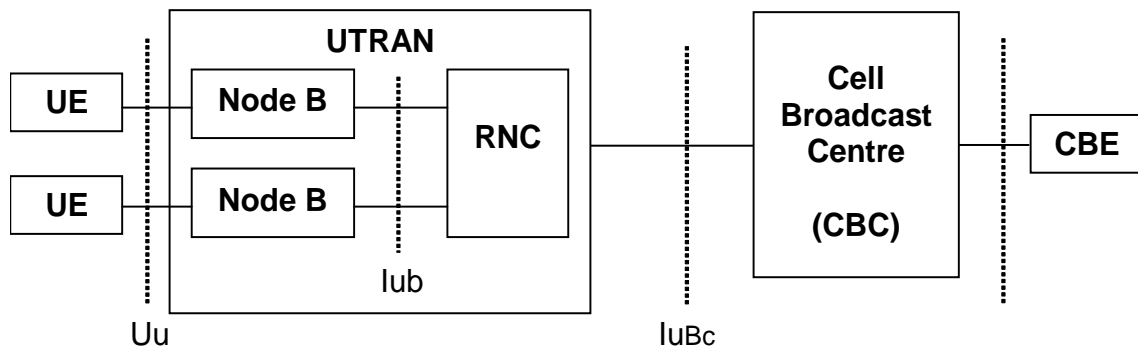 UTRAN
UE
Node B
RNC
UE
Node B
Iub
Uu
IuBc
Cell
Broadcast
Centre
(CBC)
CBE